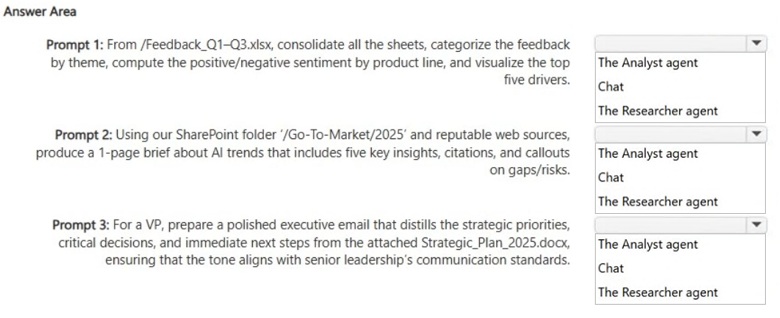 Answer Area
Prompt 1: From /Feedback_Q1–Q3.xlsx, consolidate all the sheets, categorize the feedback
by theme, compute the positive/negative sentiment by product line, and visualize the top
five drivers.
The Analyst agent
Chat
The Researcher agent
Prompt 2: Using our SharePoint folder '/Go-To-Market/2025' and reputable web sources,
produce a 1-page brief about AI trends that includes five key insights, citations, and callouts
on gaps/risks.
The Analyst agent
Chat
The Researcher agent
Prompt 3: For a VP, prepare a polished executive email that distills the strategic priorities,
critical decisions, and immediate next steps from the attached Strategic_Plan_2025.docx,
ensuring that the tone aligns with senior leadership's communication standards.
The Analyst agent
Chat
The Researcher agent